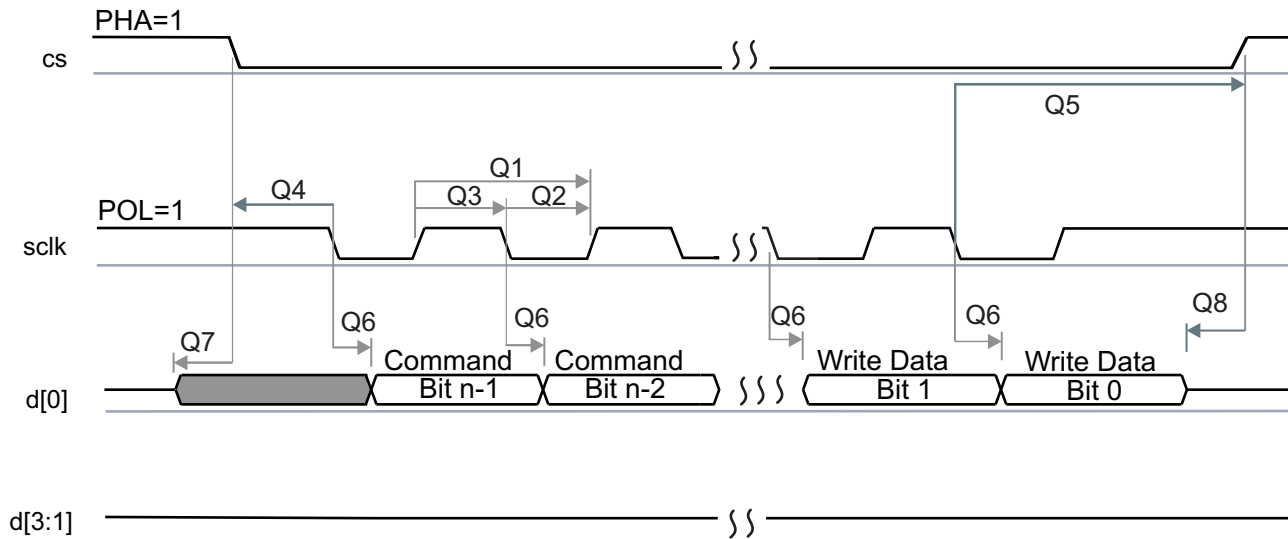 PHA=1
cs
Q5
Q1
Q4
Q3
Q2
POL=1
sclk
Q7
Q6
Q6
Q6
Q6
Q8
Command
Command
Write Data
Write Data
d[0]
Bit n-1
Bit n-2
Bit 1
Bit 0
d[3:1]